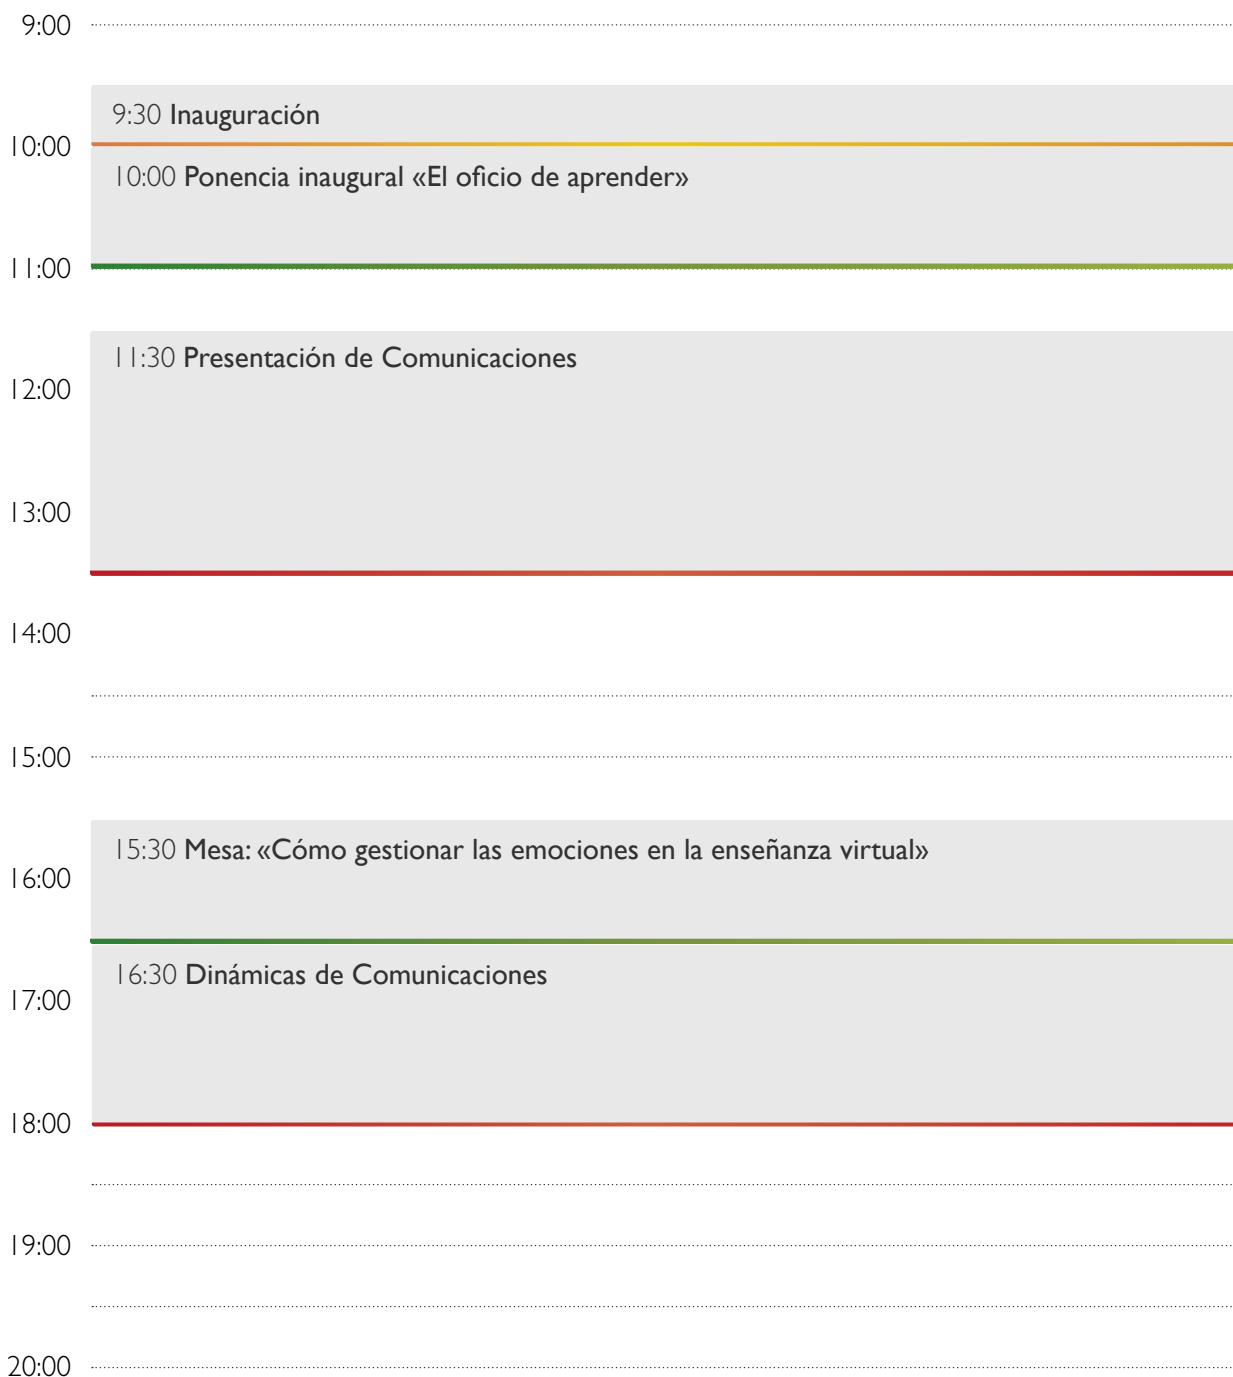 9:00
9:30 Inauguración
10:00
10:00 Ponencia inaugural «El oficio de aprender»
11:00
11:30 Presentación de Comunicaciones
12:00
13:00
14:00
15:00
15:30 Mesa: «Cómo gestionar las emociones en la enseñanza virtual»
16:00
16:30 Dinámicas de Comunicaciones
17:00
18:00
19:00
20:00